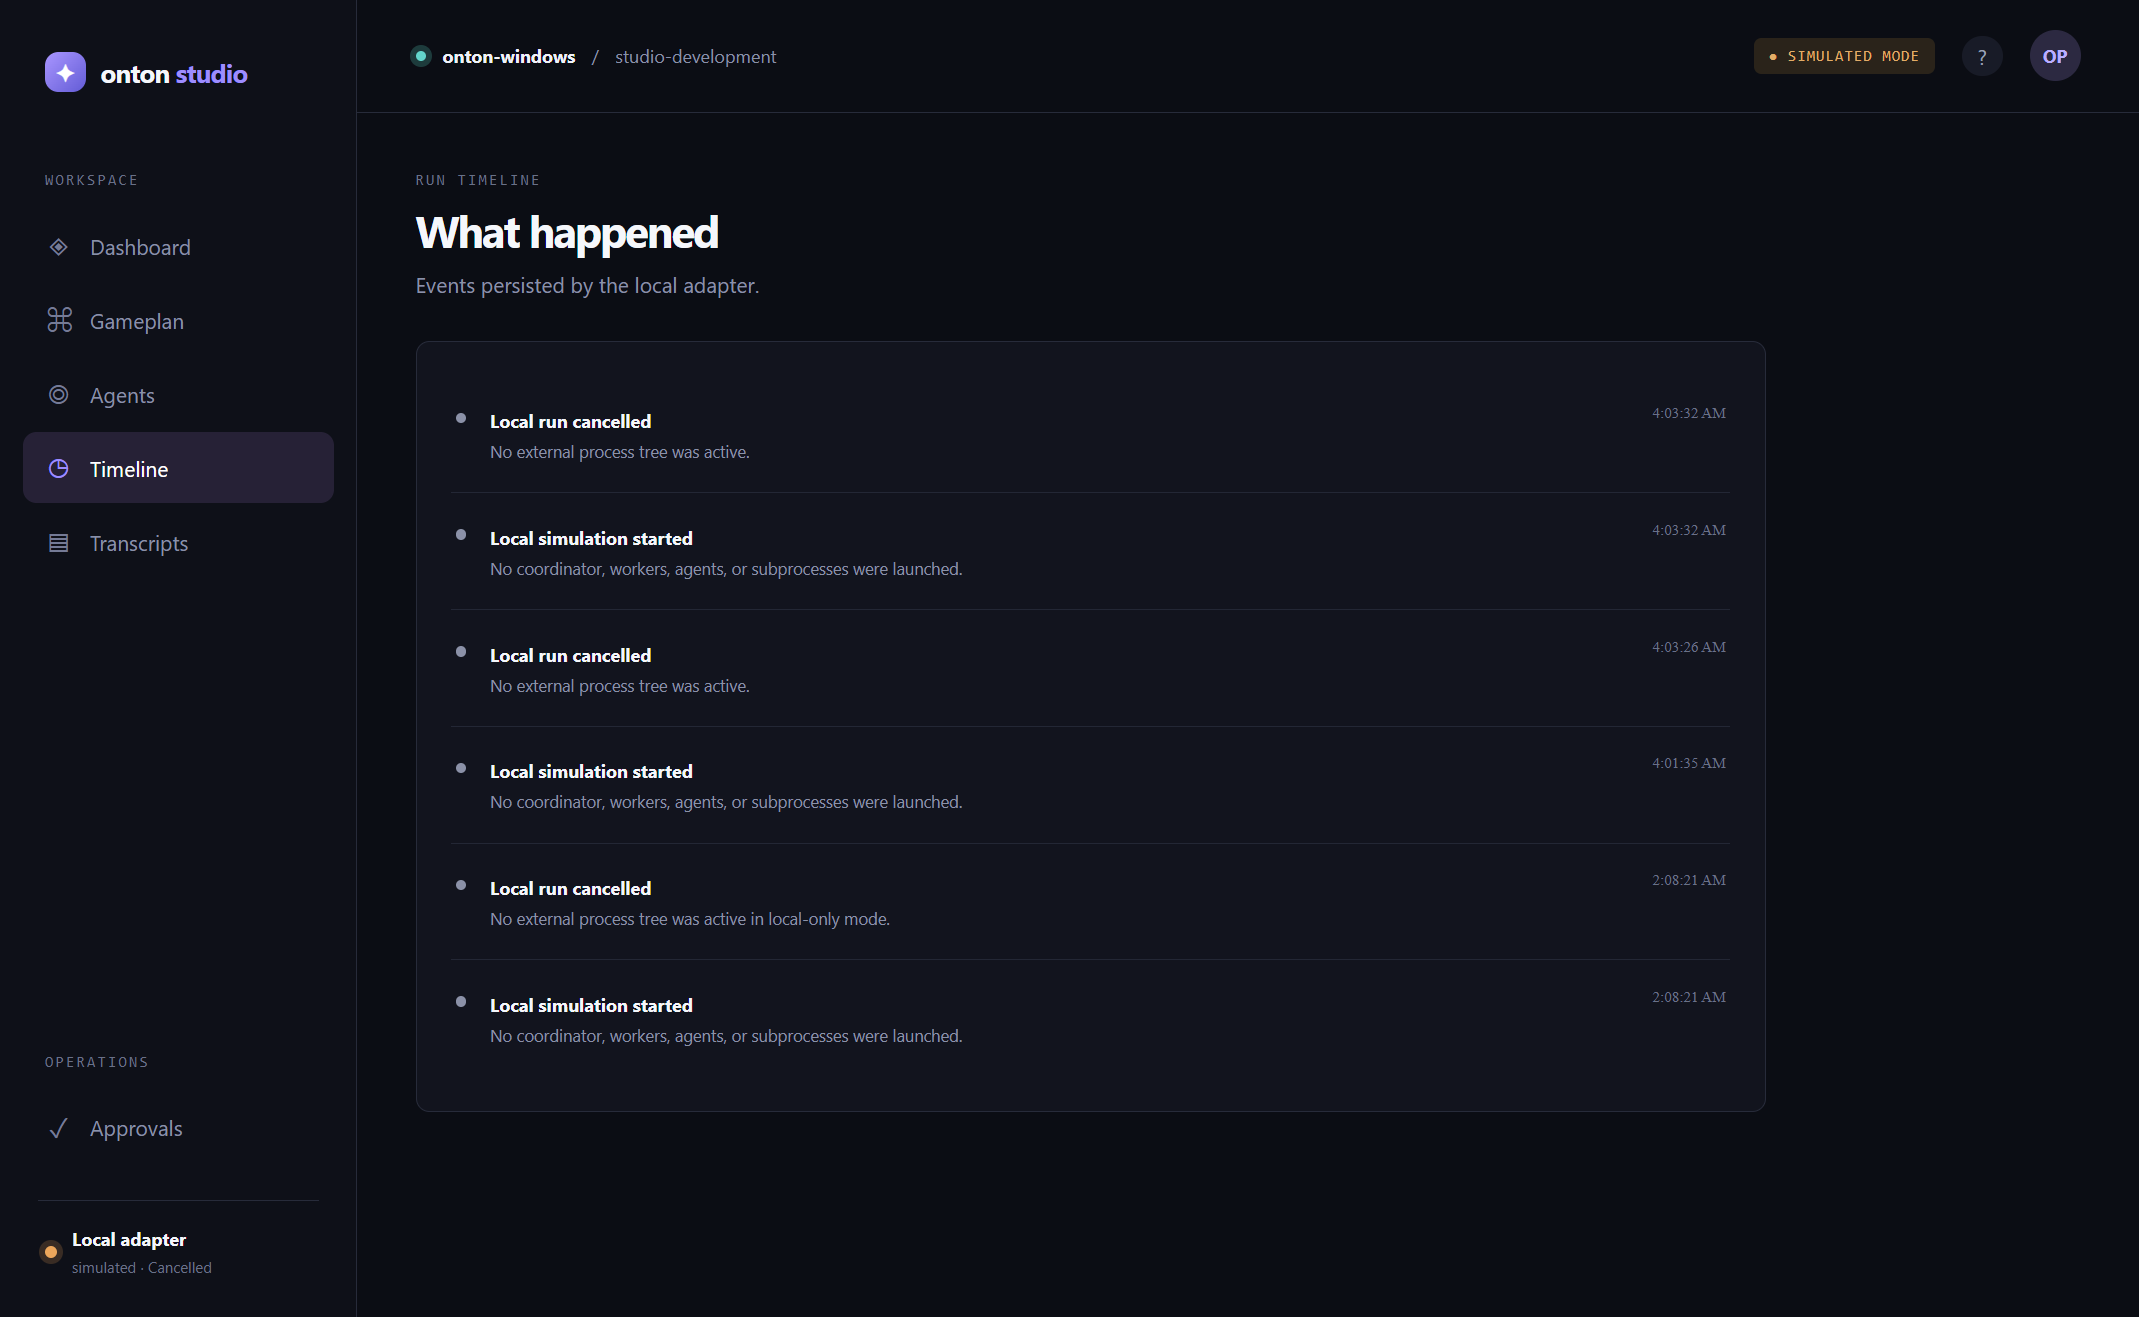 onton studio
WORKSPACE
Dashboard
Gameplan
Agents
Timeline
Transcripts
OPERATIONS
Approvals
Local adapter
simulated · Cancelled
onton-windows / studio-development
SIMULATED MODE
?
OP
RUN TIMELINE
What happened
Events persisted by the local adapter.
Local run cancelled
4:03:32 AM
No external process tree was active.
Local simulation started
4:03:32 AM
No coordinator, workers, agents, or subprocesses were launched.
Local run cancelled
4:03:26 AM
No external process tree was active.
Local simulation started
4:01:35 AM
No coordinator, workers, agents, or subprocesses were launched.
Local run cancelled
2:08:21 AM
No external process tree was active in local-only mode.
Local simulation started
2:08:21 AM
No coordinator, workers, agents, or subprocesses were launched.